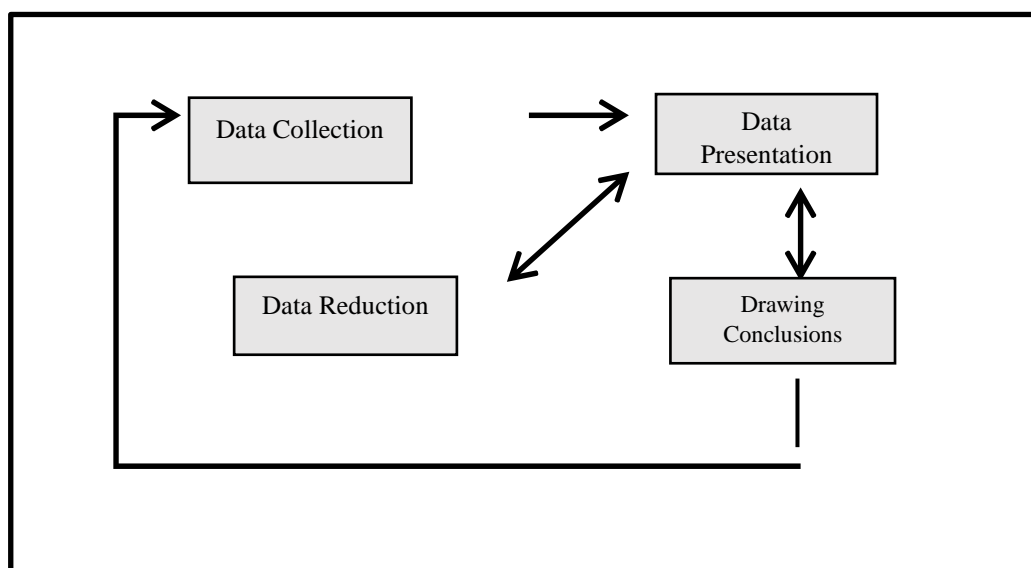 Data Collection
Data
Presentation
Data Reduction
Drawing
Conclusions